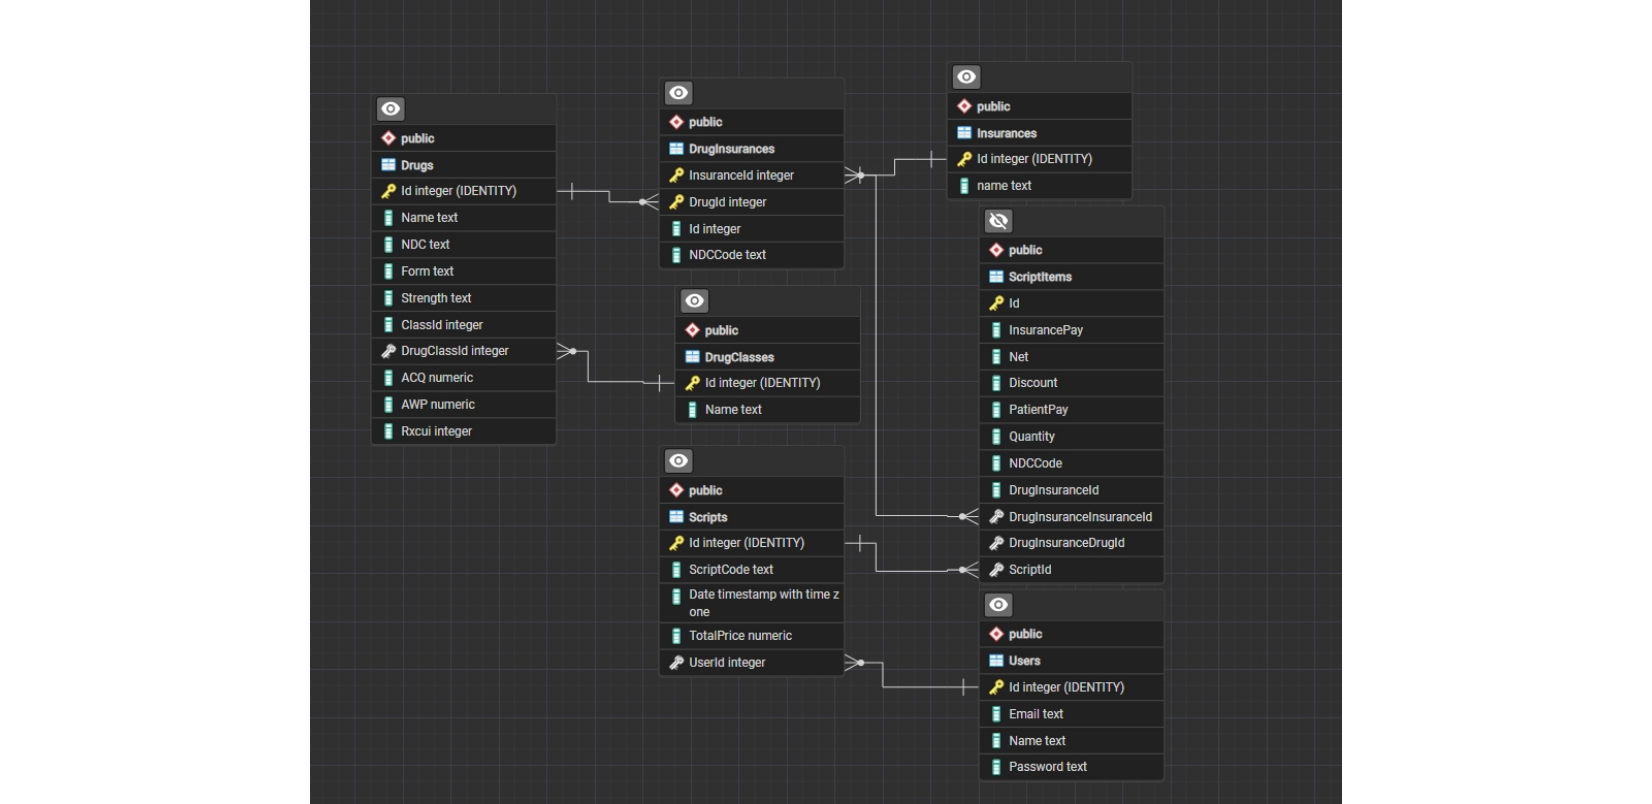 public
Drugs
Id integer (IDENTITY)
Name text
NDC text
Form text
Strength text
ClassId integer
DrugClassId integer
ACQ numeric
AWP numeric
Rxcui integer
public
DrugInsurances
InsuranceId integer
DrugId integer
Id integer
NDCCode text
public
DrugClasses
Id integer (IDENTITY)
Name text
public
Scripts
Id integer (IDENTITY)
ScriptCode text
Date timestamp with time z
one
TotalPrice numeric
UserId integer
public
Insurances
Id integer (IDENTITY)
name text
public
ScriptItems
Id
InsurancePay
Net
Discount
PatientPay
Quantity
NDCCode
DrugInsuranceId
DrugInsuranceInsuranceId
DrugInsuranceDrugId
ScriptId
public
Users
Id integer (IDENTITY)
Email text
Name text
Password text